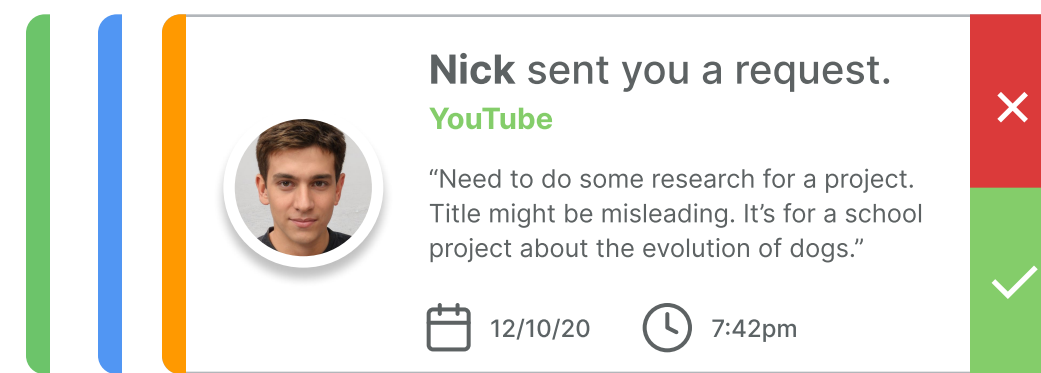 Nick sent you a request.
YouTube
“Need to do some research for a project.
Title might be misleading. It’s for a school
project about the evolution of dogs.”
12/10/20 7:42pm